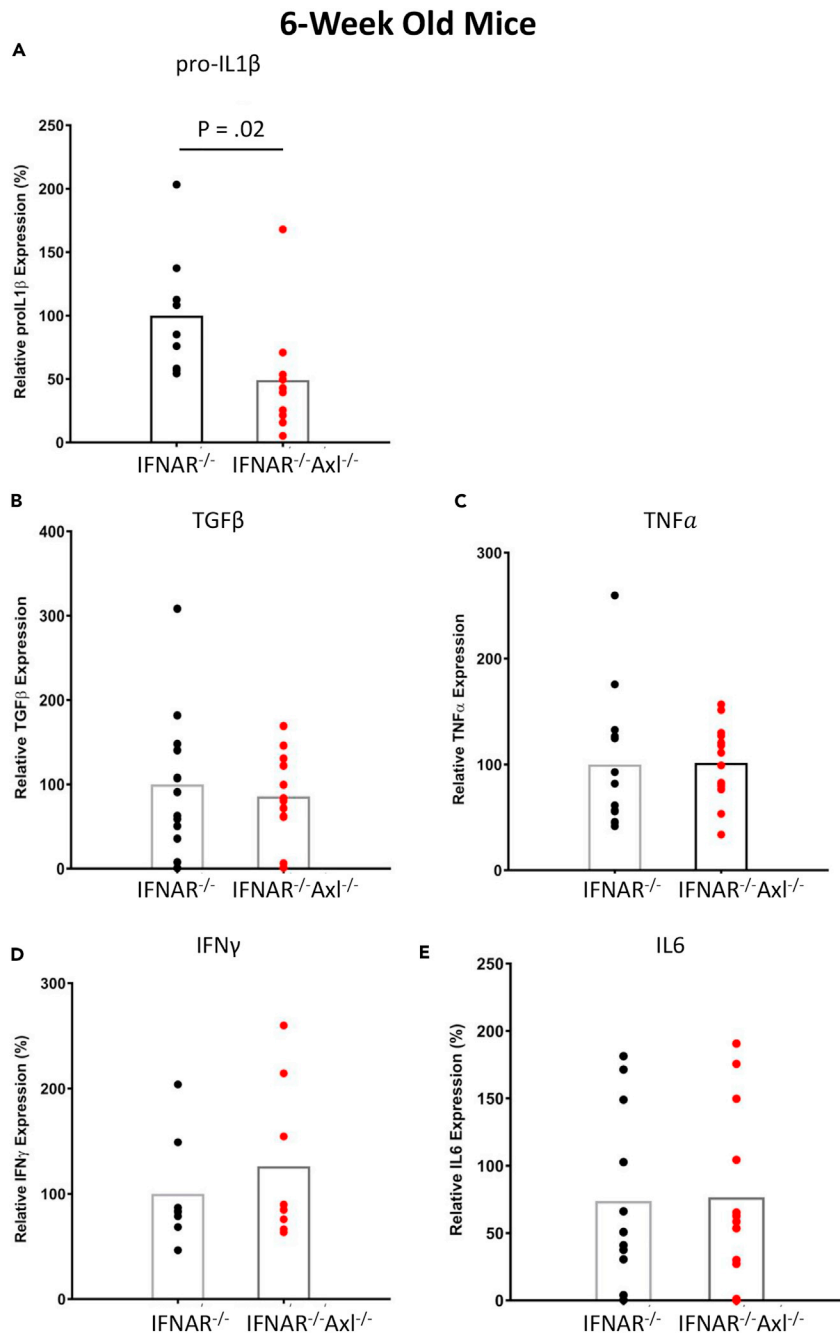 6-Week Old Mice
A
pro-IL1β
P = .02
Relative proIL1β Expression (%)
250
200
150
100
50
0
IFNAR-/- IFNAR-/-Axl-/-
B
TGFβ
Relative TGFβ Expression
400
300
200
100
0
IFNAR-/- IFNAR-/-Axl-/-
C
TNFα
Relative TNFα Expression
300
200
100
0
IFNAR-/- IFNAR-/-Axl-/-
D
IFNγ
Relative IFNγ Expression (%)
300
200
100
0
IFNAR-/- IFNAR-/-Axl-/-
E
IL6
Relative IL6 Expression (%)
250
200
150
100
50
0
IFNAR-/- IFNAR-/-Axl-/-